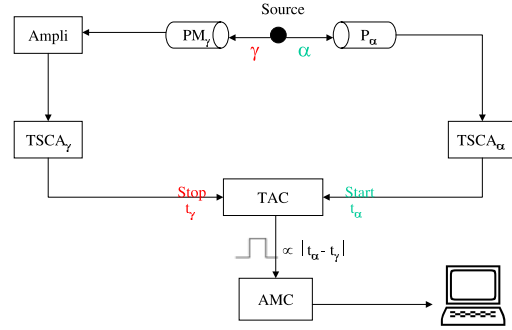 Source
Ampli
PMγ
Pα
γ
α
TSCAγ
TSCAα
Stop
tγ
TAC
Start
tα
∝ |tα - tγ|
AMC